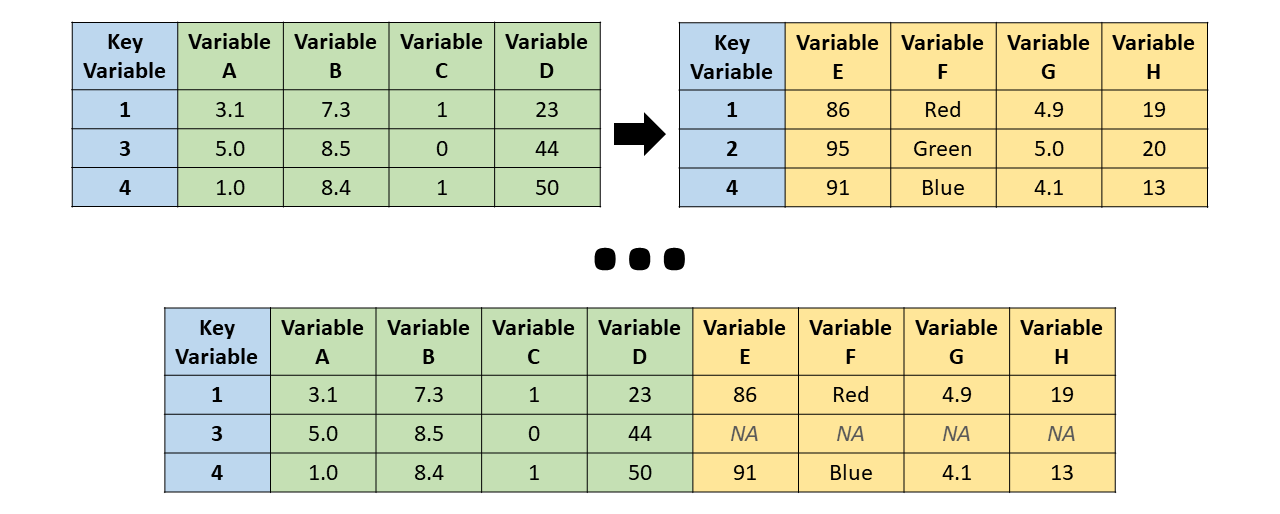 Key Variable Variable Variable Variable
Variable A B C D
1 3.1 7.3 1 23
3 5.0 8.5 0 44
4 1.0 8.4 1 50
Key Variable Variable Variable Variable
Variable E F G H
1 86 Red 4.9 19
2 95 Green 5.0 20
4 91 Blue 4.1 13
Key Variable Variable Variable Variable Variable Variable Variable Variable
Variable A B C D E F G H
1 3.1 7.3 1 23 86 Red 4.9 19
3 5.0 8.5 0 44 NA NA NA NA
4 1.0 8.4 1 50 91 Blue 4.1 13